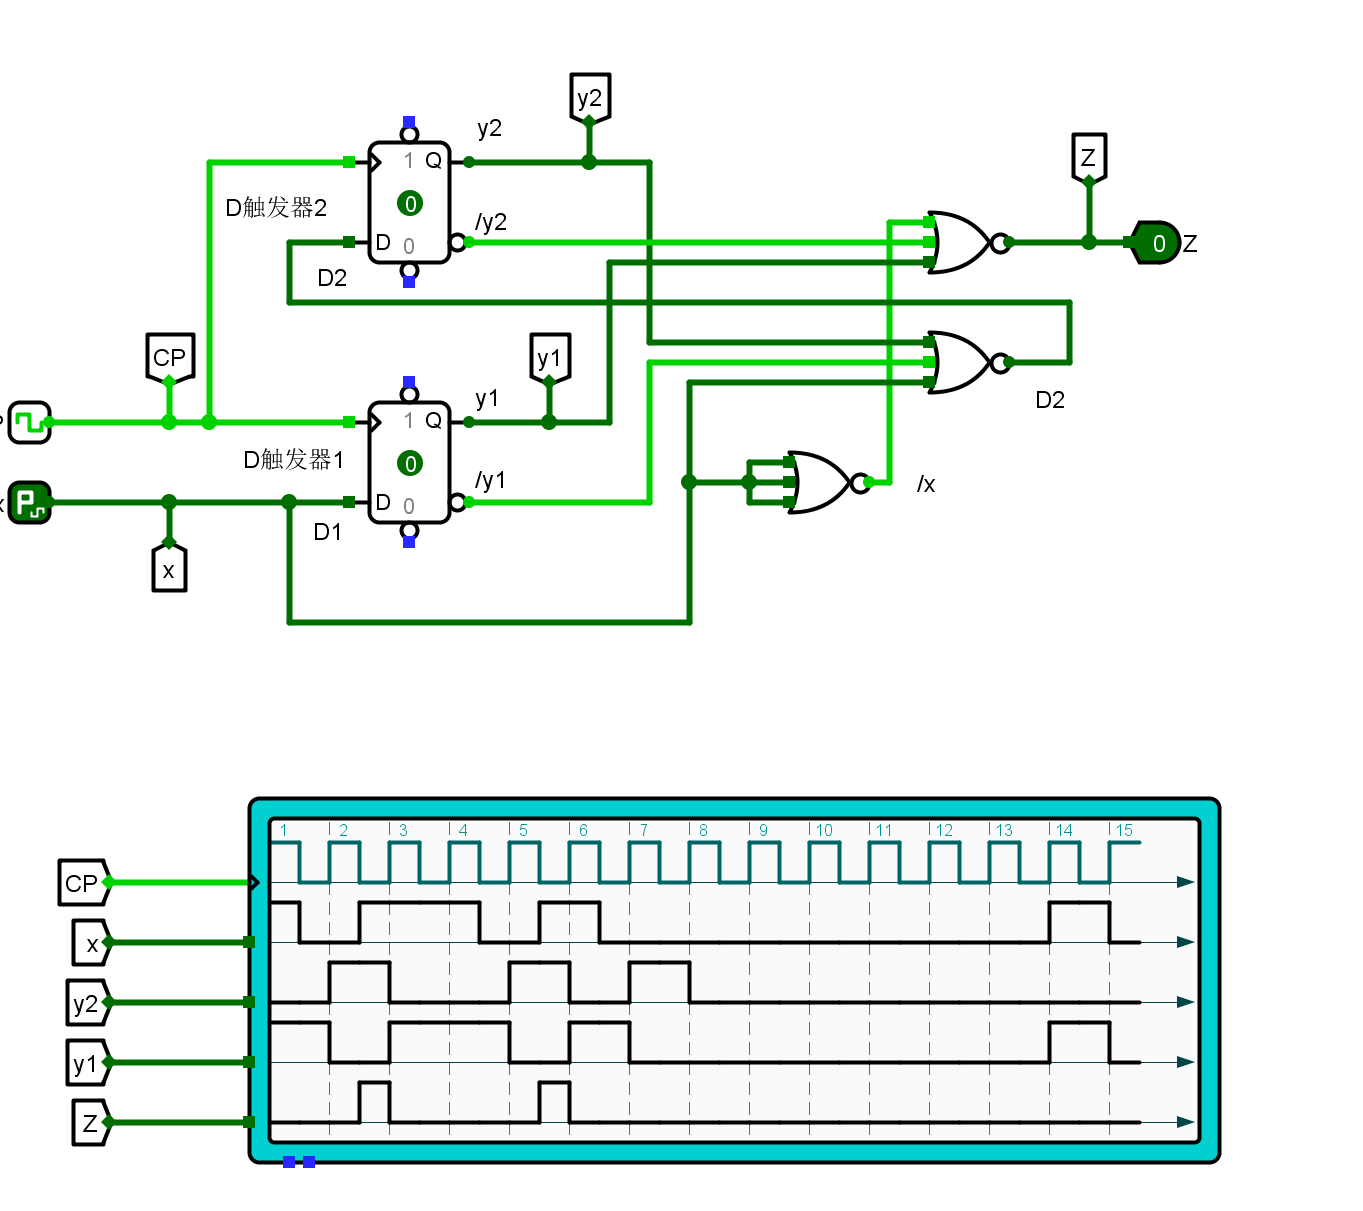 y2
y2
1 Q
0
D触发器2
/y2
D 0
D2
Z
0 Z
CP
y1
y1
1 Q
0
D触发器1
/y1
D 0
D1
P
x
D2
/x
1 2 3 4 5 6 7 8 9 10 11 12 13 14 15
CP
x
y2
y1
Z